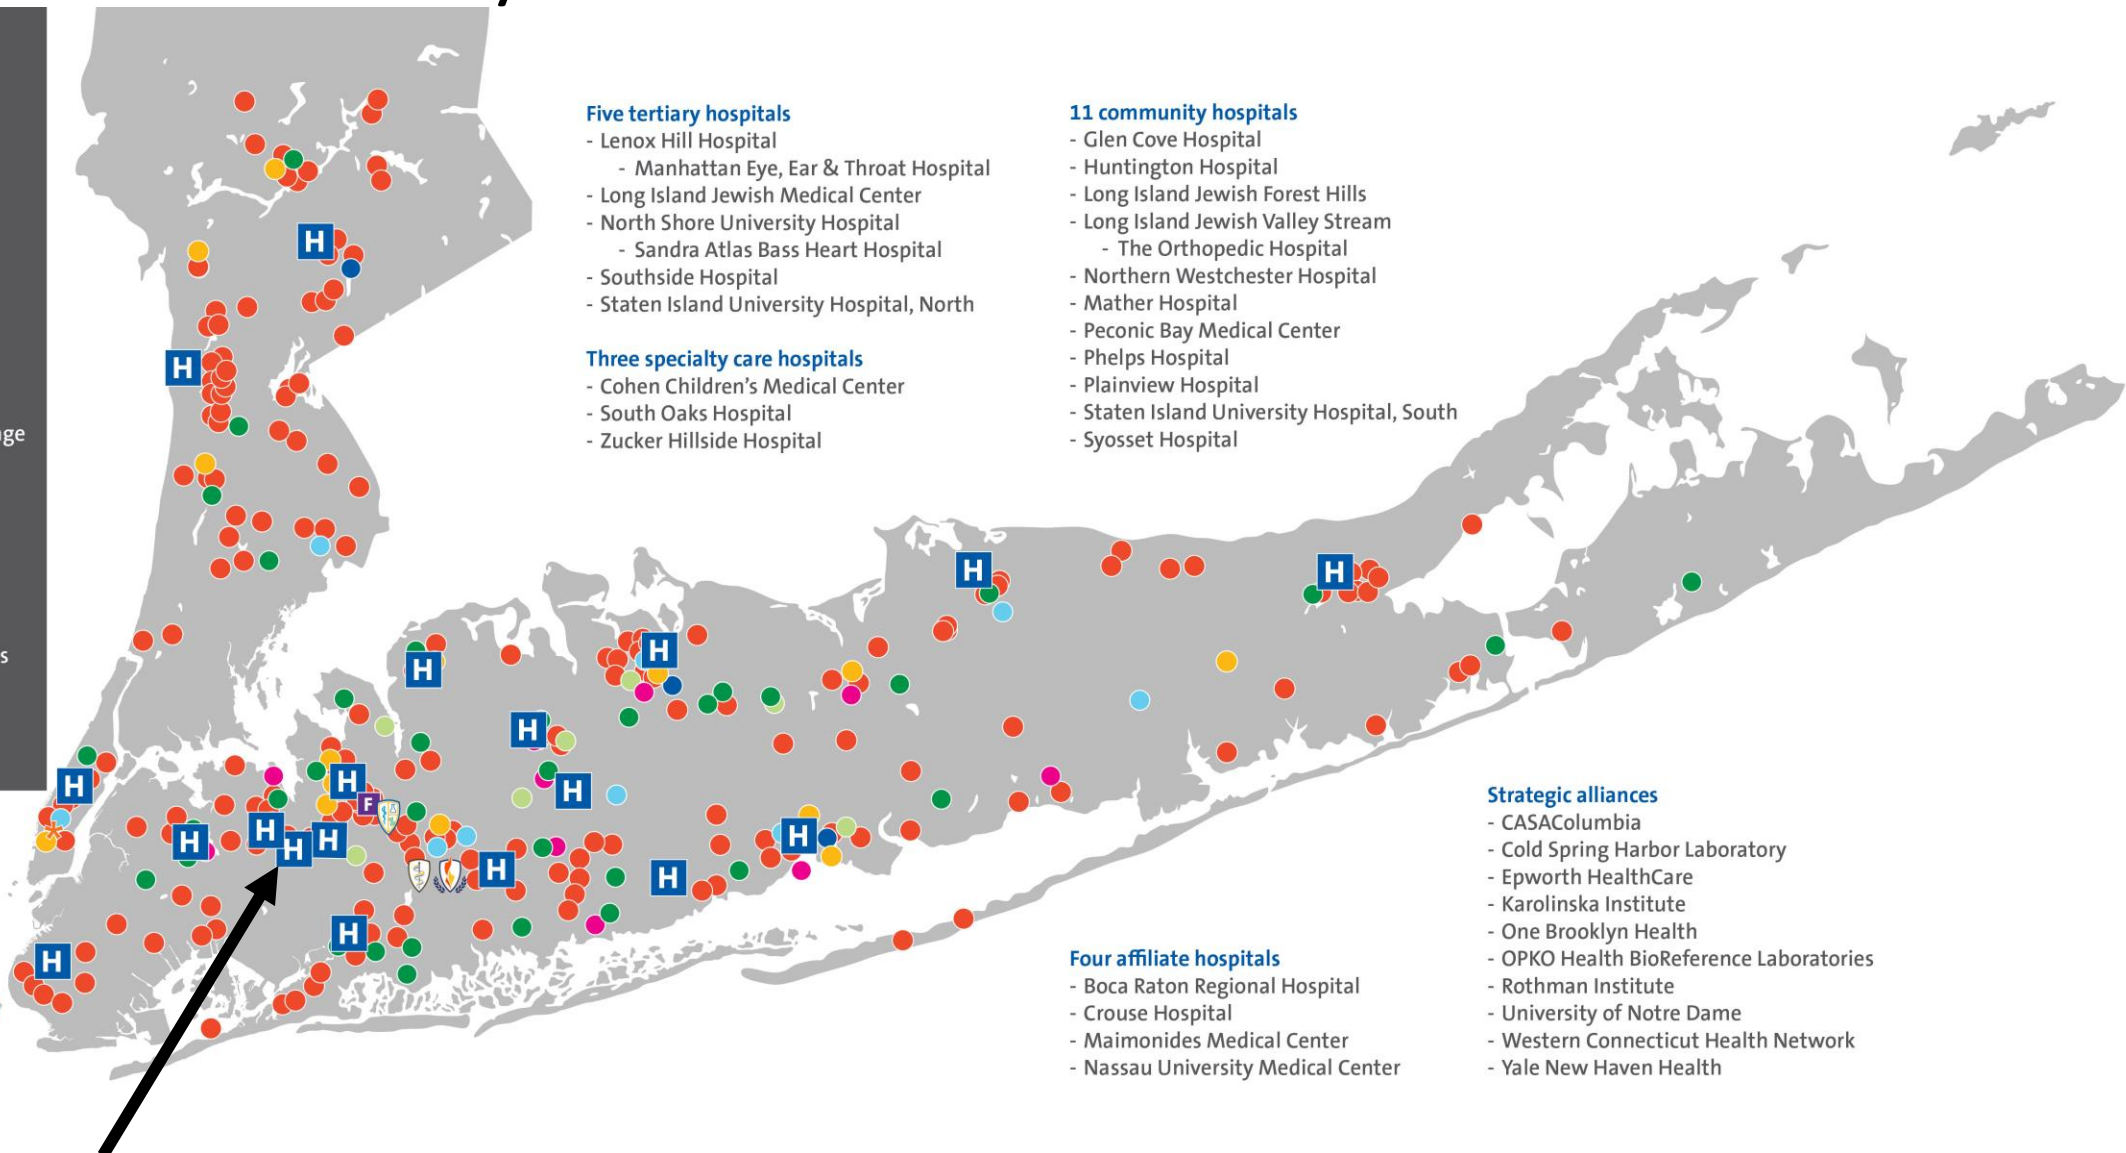 ge
s
Five tertiary hospitals
- Lenox Hill Hospital
- Manhattan Eye, Ear & Throat Hospital
- Long Island Jewish Medical Center
- North Shore University Hospital
- Sandra Atlas Bass Heart Hospital
- Southside Hospital
- Staten Island University Hospital, North
Three specialty care hospitals
- Cohen Children’s Medical Center
- South Oaks Hospital
- Zucker Hillside Hospital
11 community hospitals
- Glen Cove Hospital
- Huntington Hospital
- Long Island Jewish Forest Hills
- Long Island Jewish Valley Stream
- The Orthopedic Hospital
- Northern Westchester Hospital
- Mather Hospital
- Peconic Bay Medical Center
- Phelps Hospital
- Plainview Hospital
- Staten Island University Hospital, South
- Syosset Hospital
H
H
H
H
H
H
H
H
H
H
F
H
H
H
H
H
H
H
H
H
Four affiliate hospitals
- Boca Raton Regional Hospital
- Crouse Hospital
- Maimonides Medical Center
- Nassau University Medical Center
Strategic alliances
- CASAColumbia
- Cold Spring Harbor Laboratory
- Epworth HealthCare
- Karolinska Institute
- One Brooklyn Health
- OPKO Health BioReference Laboratories
- Rothman Institute
- University of Notre Dame
- Western Connecticut Health Network
- Yale New Haven Health